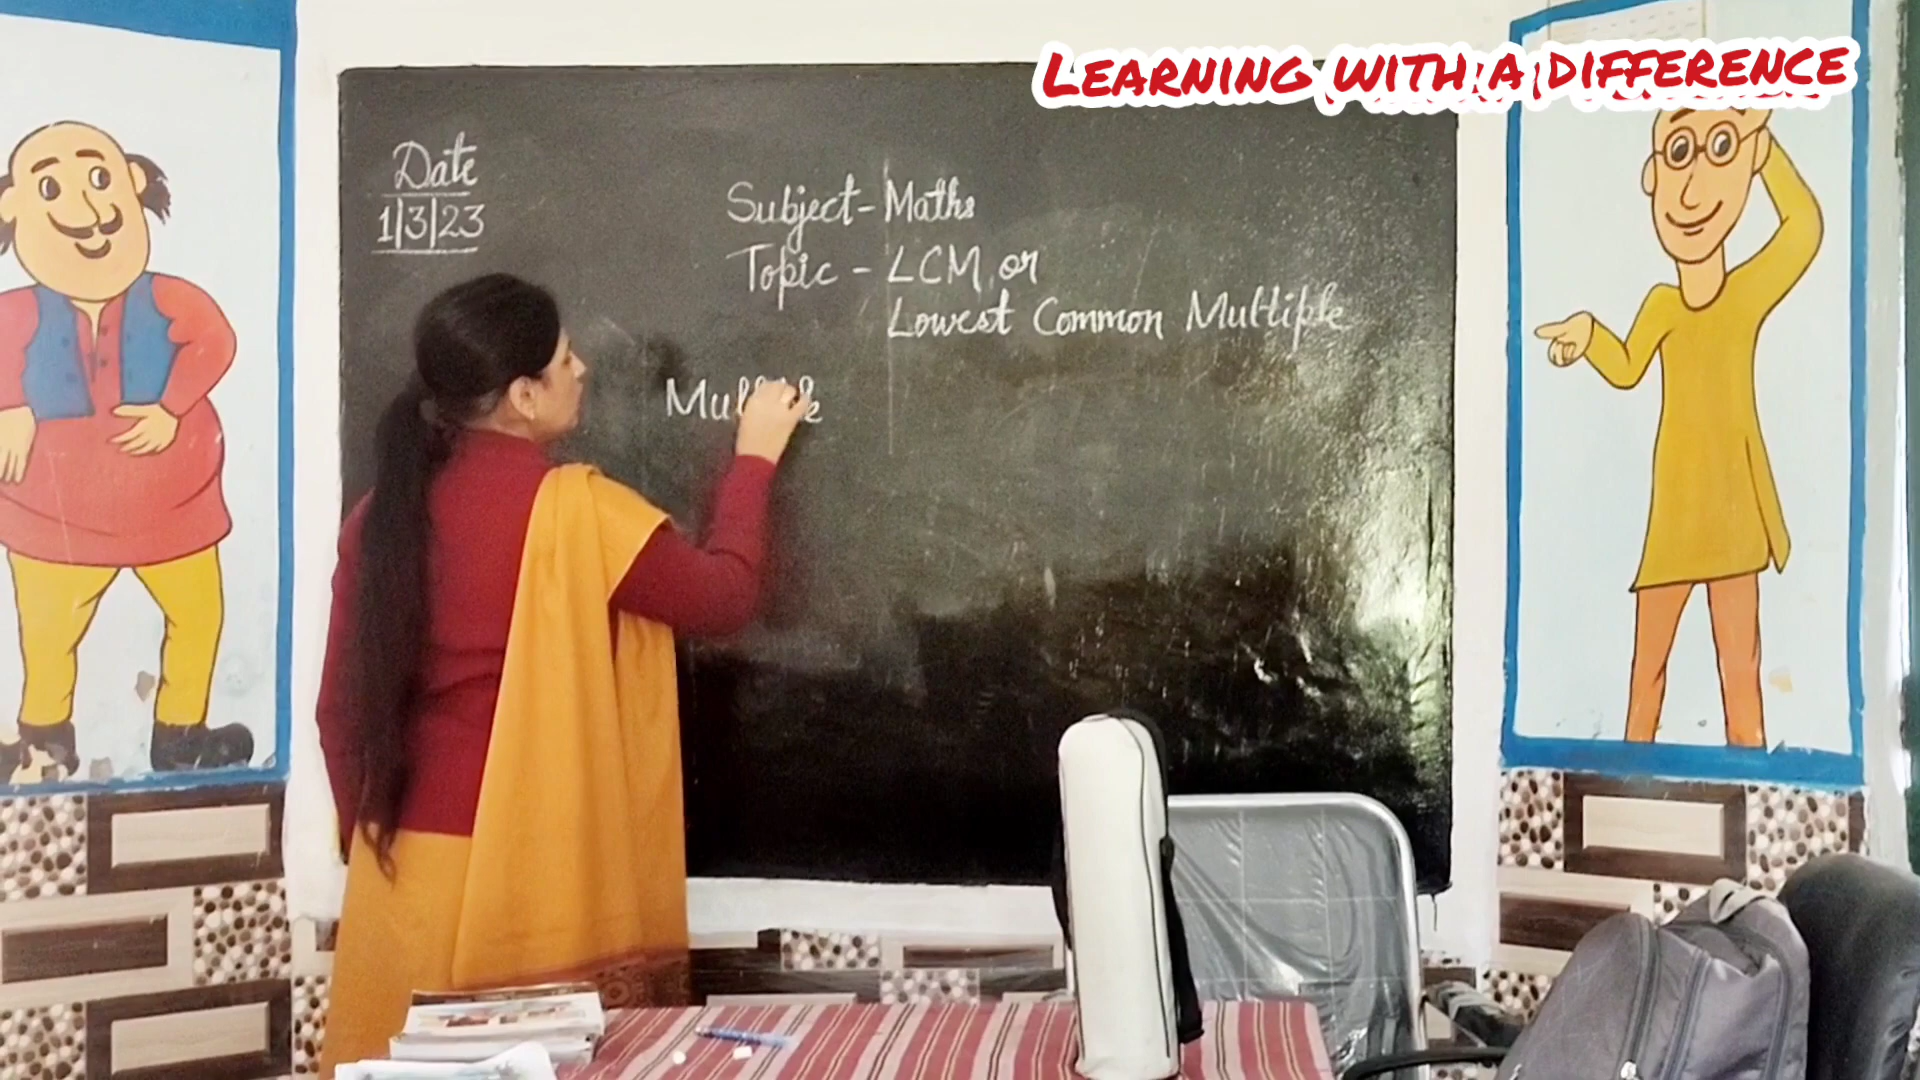 LEARNING WITH A DIFFERENCE
Date
1|3|23
Subject - Maths
Topic - LCM, or
Lowest Common Multiple